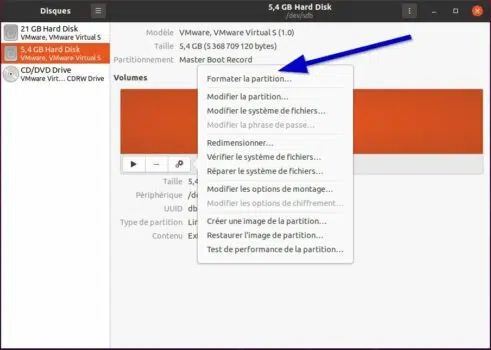 Disques
5,4 GB Hard Disk
/dev/sdb
21 GB Hard Disk
VMware, VMware Virtual S
5,4 GB Hard Disk
VMware, VMware Virtual S
CD/DVD Drive
VMware Virt… CDRW Drive
Modèle VMware, VMware Virtual S (1.0)
Taille 5,4 GB (5 368 709 120 bytes)
Partitionnement Master Boot Record
Volumes
Formater la partition…
Modifier la partition…
Modifier le système de fichiers…
Modifier la phrase de passe…
Redimensionner…
Vérifier le système de fichiers…
Réparer le système de fichiers…
Modifier les options de montage…
Modifier les options de chiffrement…
Créer une image de la partition…
Restaurer l'image de partition…
Test de performance de la partition…
Taille 5,4
Périphérique /de
UUID db
Type de partition Lin
Contenu Ext